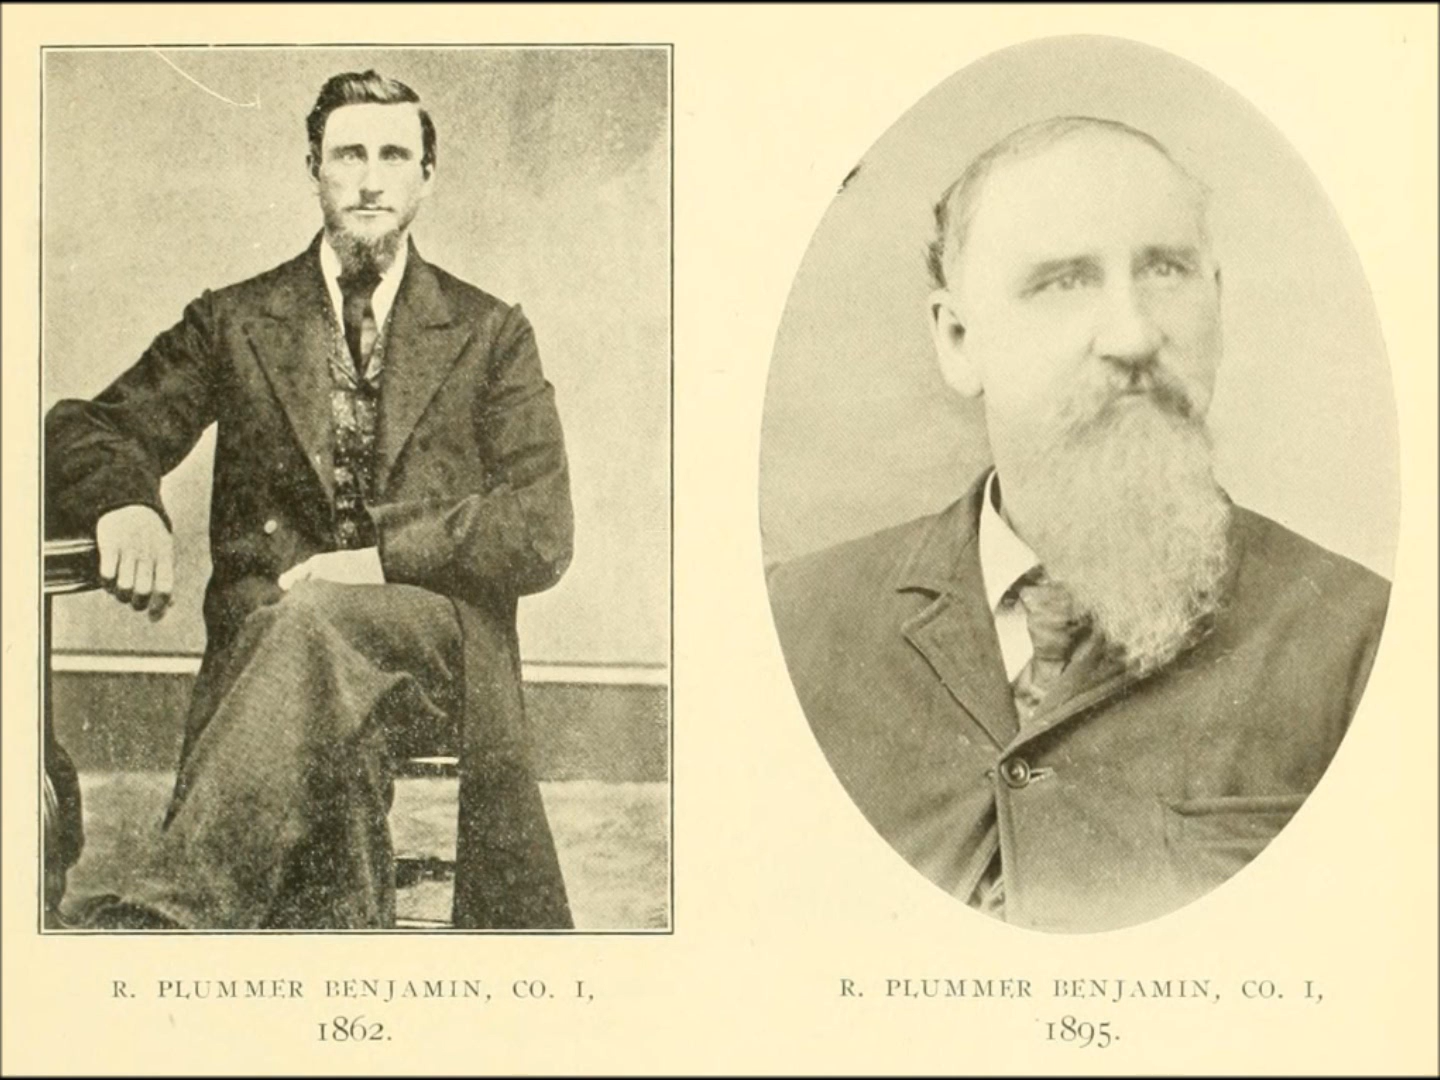 R. PLUMMER BENJAMIN, CO. I,
1862.
R. PLUMMER BENJAMIN, CO. I,
1895.